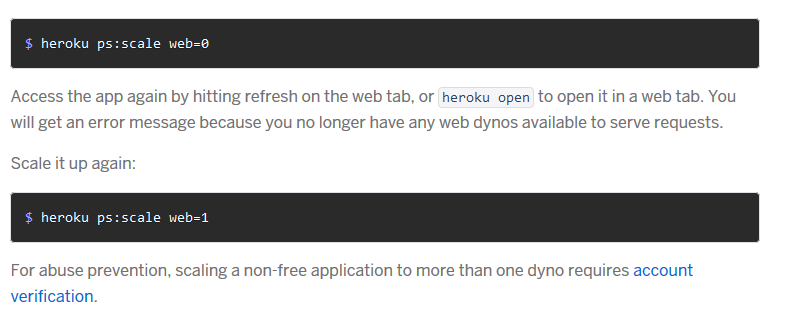 $ heroku ps:scale web=0
Access the app again by hitting refresh on the web tab, or heroku open to open it in a web tab. You
will get an error message because you no longer have any web dynos available to serve requests.
Scale it up again:
$ heroku ps:scale web=1
For abuse prevention, scaling a non-free application to more than one dyno requires account
verification.